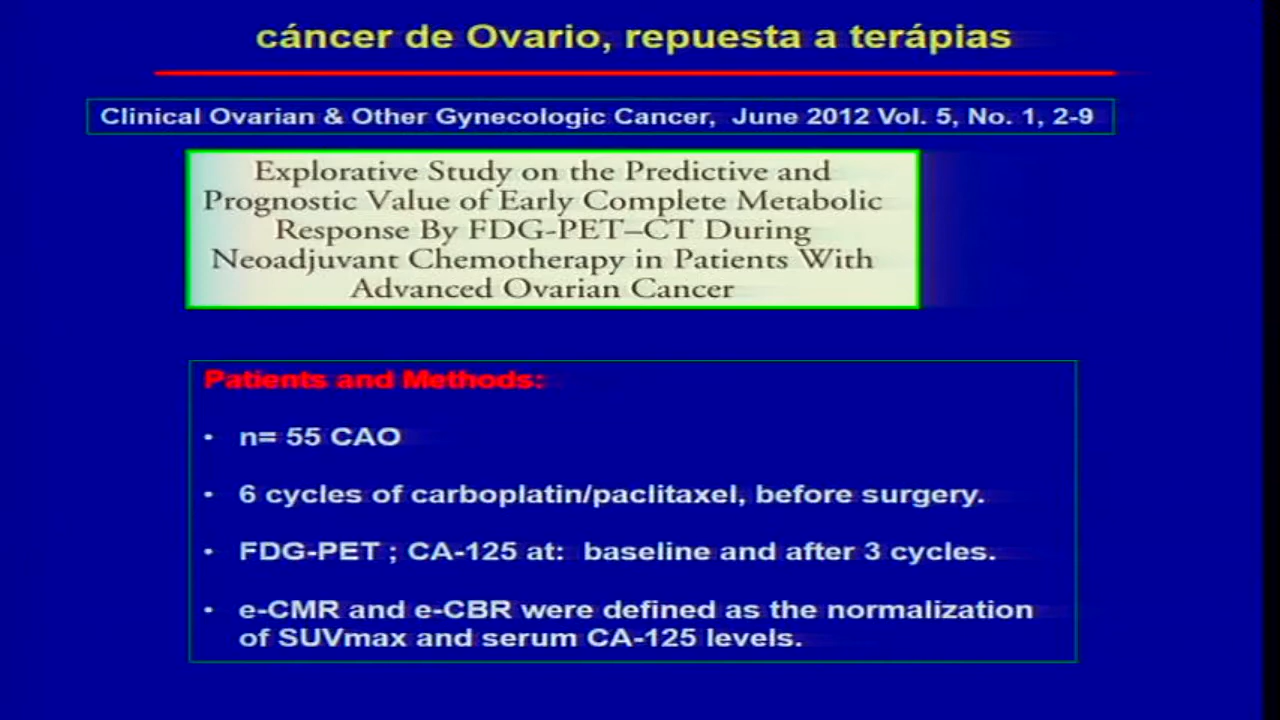 cáncer de Ovario, repuesta a terápias
Clinical Ovarian & Other Gynecologic Cancer, June 2012 Vol. 5, No. 1, 2-9
Explorative Study on the Predictive and
Prognostic Value of Early Complete Metabolic
Response By FDG-PET–CT During
Neoadjuvant Chemotherapy in Patients With
Advanced Ovarian Cancer
Patients and Methods:
• n= 55 CAO
• 6 cycles of carboplatin/paclitaxel, before surgery.
• FDG-PET ; CA-125 at: baseline and after 3 cycles.
• e-CMR and e-CBR were defined as the normalization
of SUVmax and serum CA-125 levels.